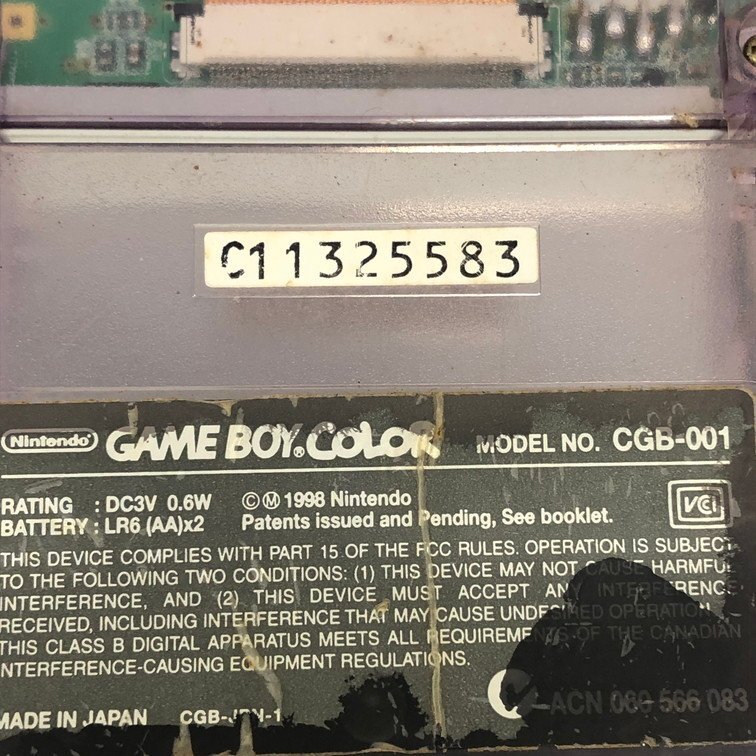 C11325583
Nintendo GAME BOY COLOR MODEL NO. CGB-001
RATING : DC3V 0.6W © Ⓜ 1998 Nintendo VCI
BATTERY : LR6 (AA)x2 Patents issued and Pending, See booklet.
THIS DEVICE COMPLIES WITH PART 15 OF THE FCC RULES. OPERATION IS SUBJECT
TO THE FOLLOWING TWO CONDITIONS: (1) THIS DEVICE MAY NOT CAUSE HARMFUL
INTERFERENCE, AND (2) THIS DEVICE MUST ACCEPT ANY INTERFERENCE
RECEIVED, INCLUDING INTERFERENCE THAT MAY CAUSE UNDESIRED OPERATION.
THIS CLASS B DIGITAL APPARATUS MEETS ALL REQUIREMENTS OF THE CANADIAN
INTERFERENCE-CAUSING EQUIPMENT REGULATIONS.
ACN 060 566 083
MADE IN JAPAN CGB-JPN-1